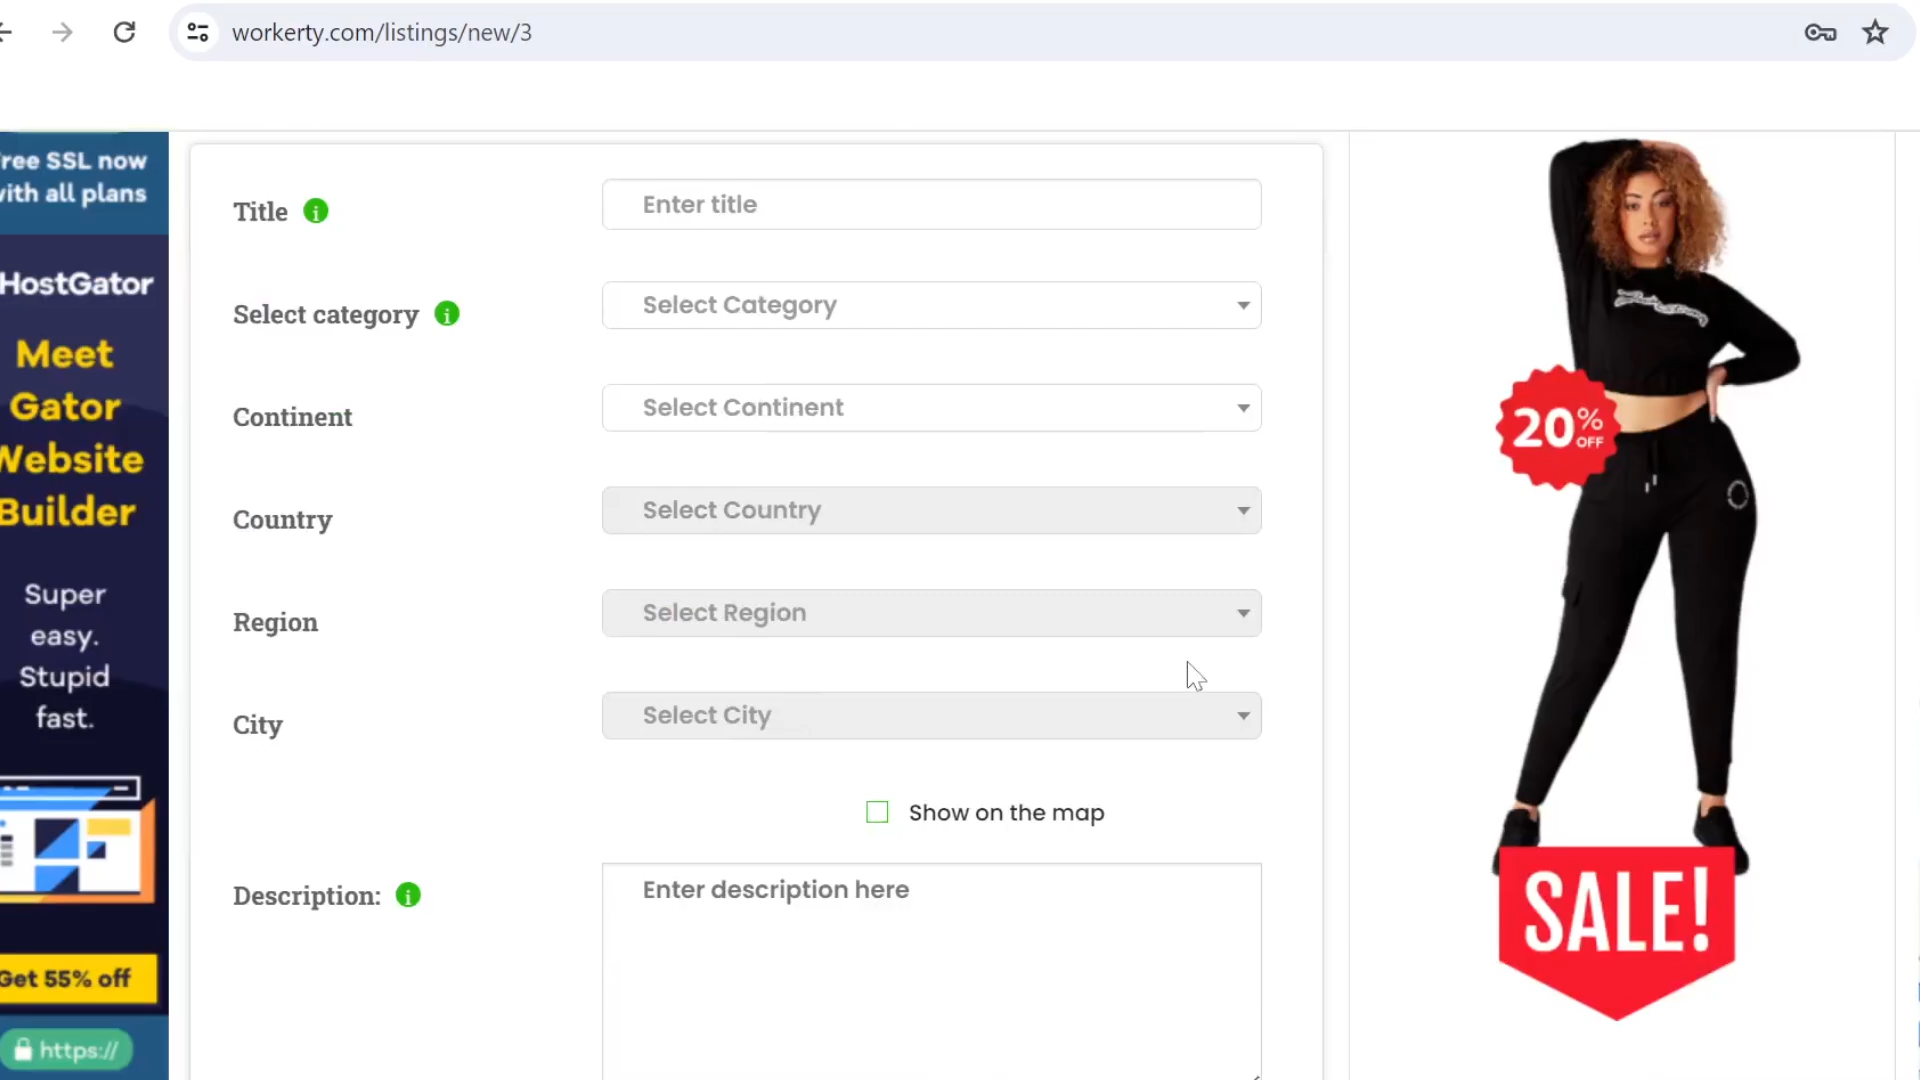 workerty.com/listings/new/3
ree SSL now
with all plans
HostGator
Meet
Gator
Website
Builder
Super
easy.
Stupid
fast.
Get 55% off
https://
Title
Enter title
Select category
Select Category
Continent
Select Continent
Country
Select Country
Region
Select Region
City
Select City
Show on the map
Description:
Enter description here
20%
OFF
SALE!